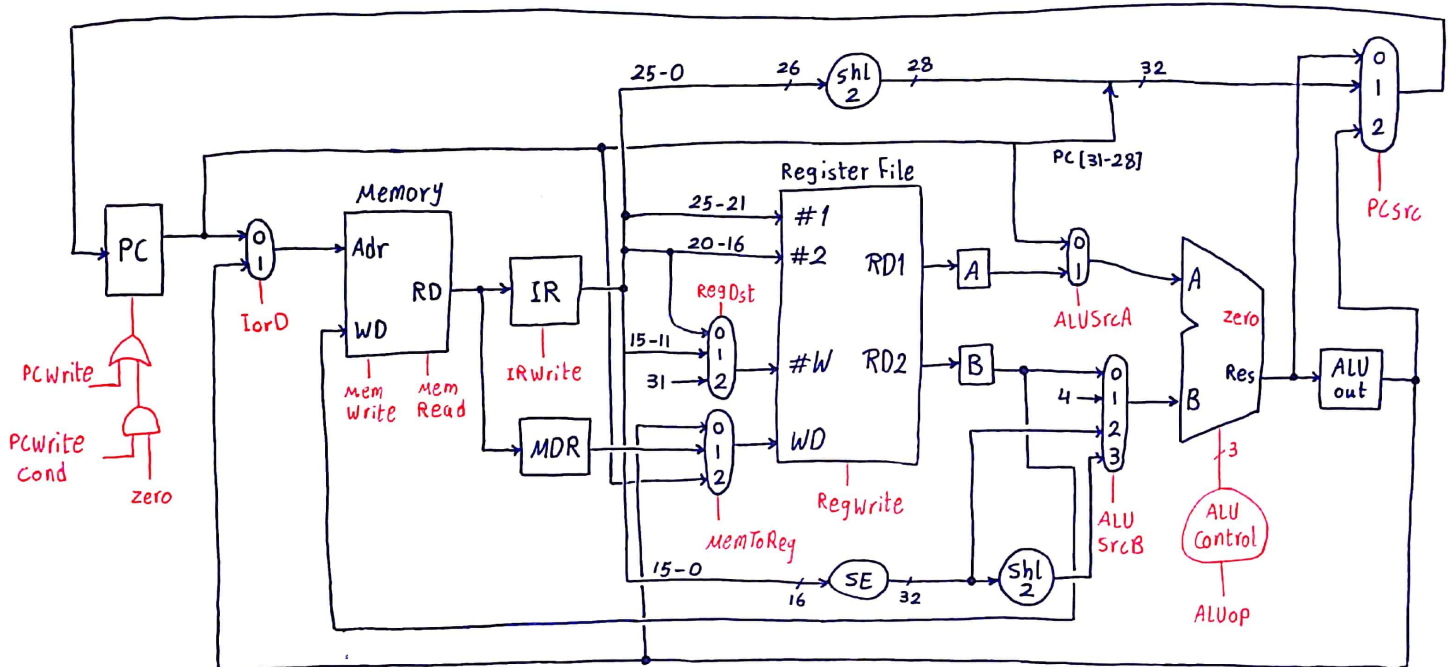 25-0
26
Shl
2
28
32
0
1
2
PCSrc
PC [31-28]
Register File
Memory
PC
0
1
IorD
Adr
RD
WD
Mem
Write
Mem
Read
IR
IRWrite
MDR
25-21
#1
20-16
#2
RegDst
0
1
2
15-11
31
#W
0
1
2
WD
MemToReg
RD1
RD2
RegWrite
A
B
0
1
ALUSrcA
0
4
1
2
3
ALU
SrcB
A
zero
Res
B
3
ALU
Control
ALUop
ALU
out
PCWrite
PCWrite
Cond
zero
15-0
16
SE
32
Shl
2